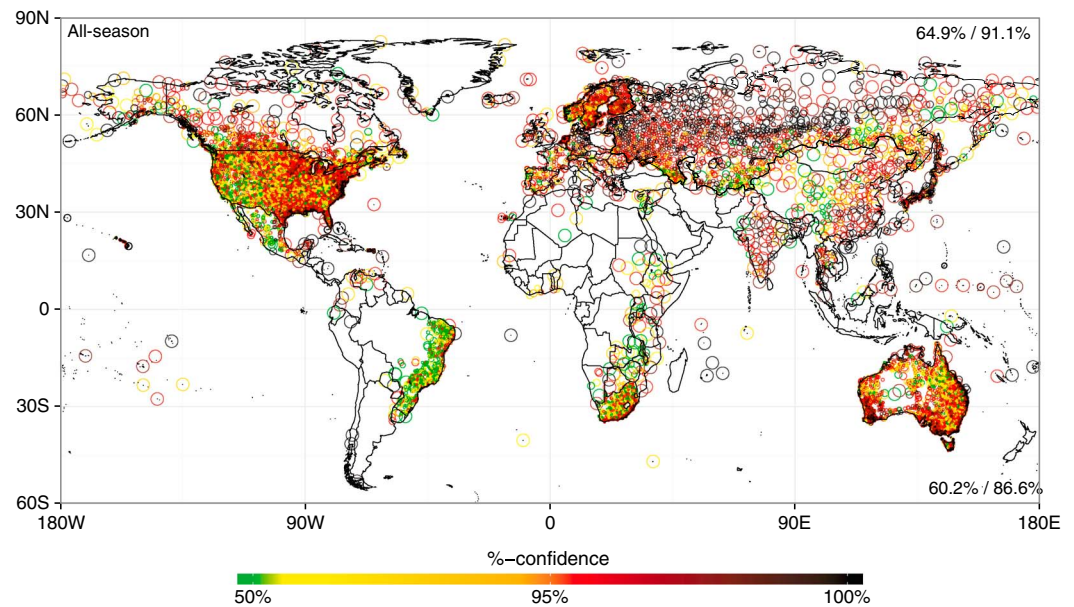 90N
All-season
64.9% / 91.1%
60N
30N
0
30S
60.2% / 86.6%
60S
180W
90W
0
90E
180E
%−confidence
50%
95%
100%